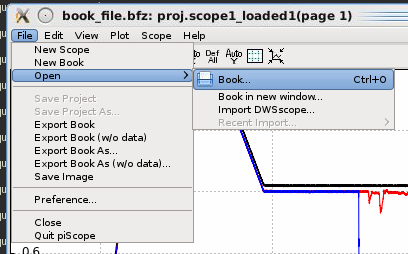 book_file.bfz: proj.scope1_loaded1(page 1)
File Edit View Plot Scope Help
New Scope
New Book
Open
Book... Ctrl+O
Book in new window...
Import DWSscope...
Recent Import...
Save Project
Save Project As...
Export Book
Export Book (w/o data)
Export Book As...
Export Book As (w/o data)...
Save Image
Preference...
Close
Quit piScope
Def All
Auto Y
0.6